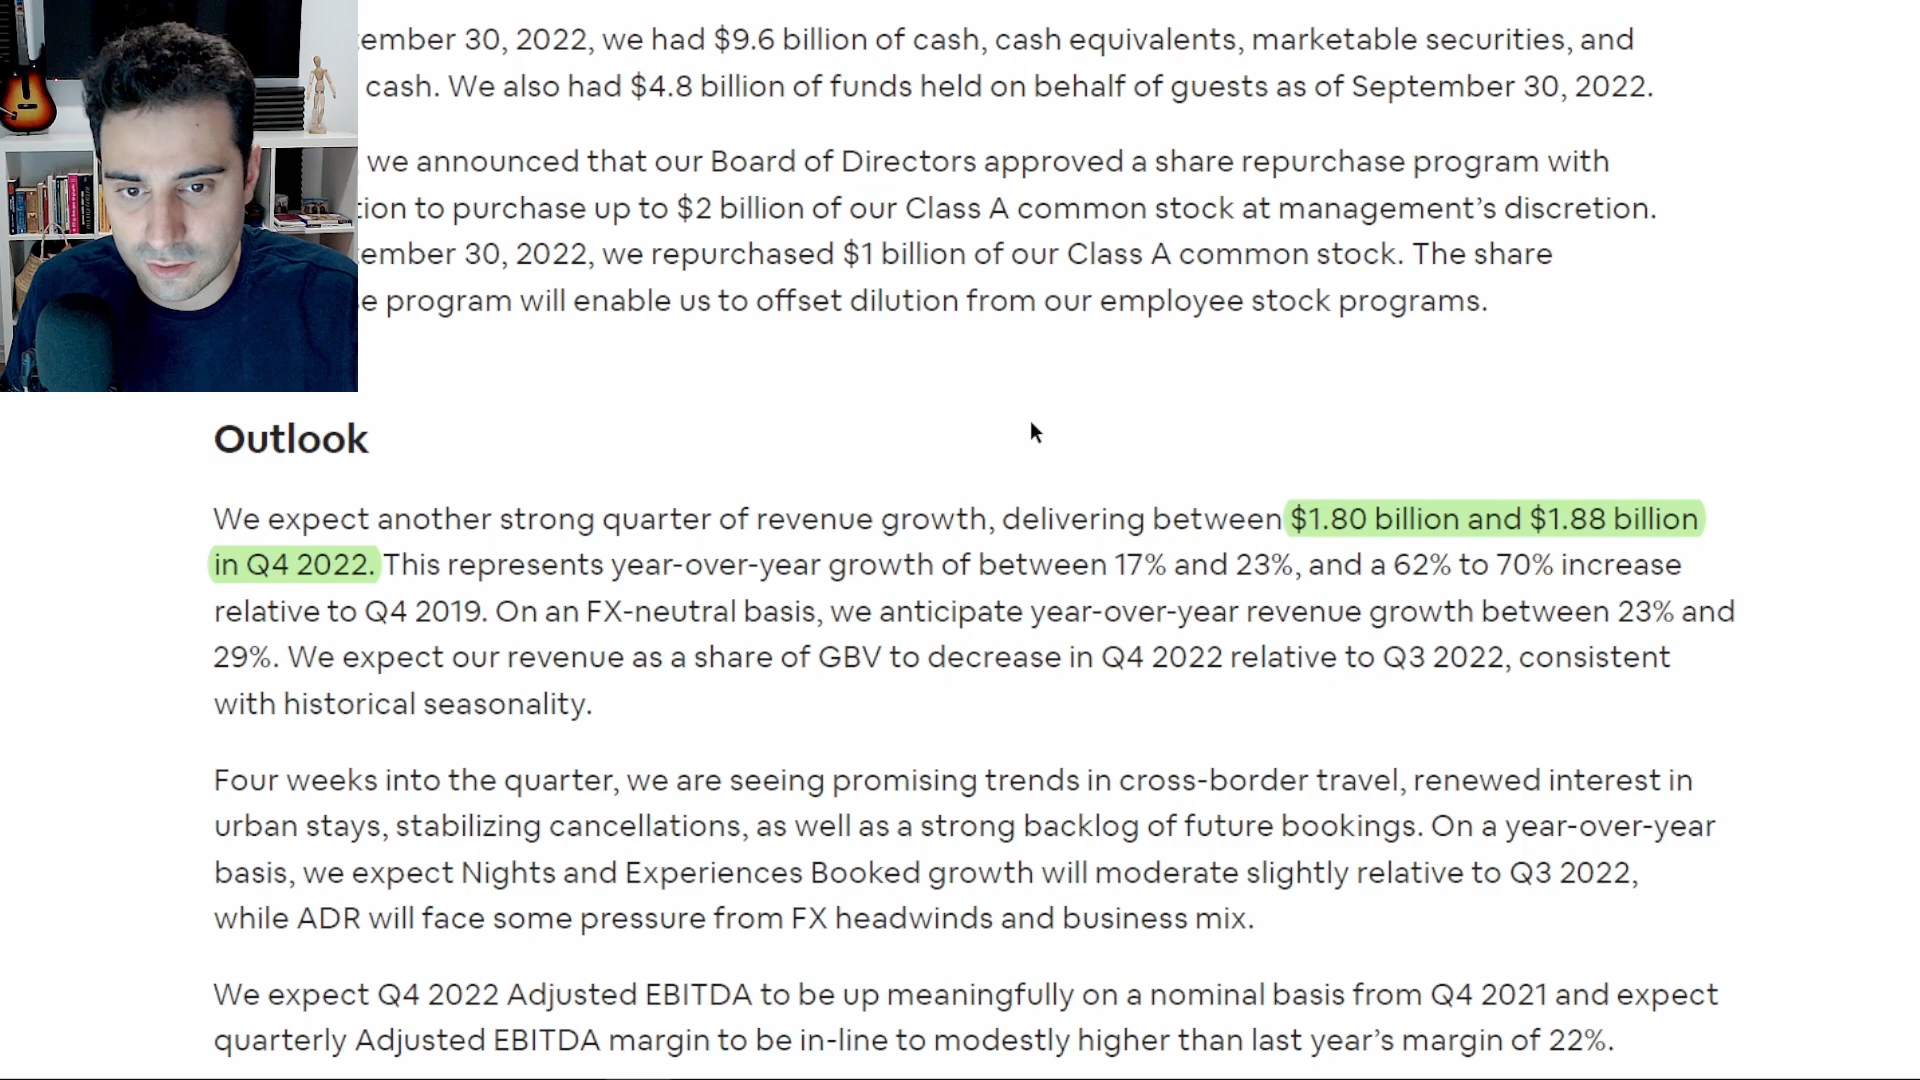 ember 30, 2022, we had $9.6 billion of cash, cash equivalents, marketable securities, and
cash. We also had $4.8 billion of funds held on behalf of guests as of September 30, 2022.
we announced that our Board of Directors approved a share repurchase program with
tion to purchase up to $2 billion of our Class A common stock at management’s discretion.
ember 30, 2022, we repurchased $1 billion of our Class A common stock. The share
e program will enable us to offset dilution from our employee stock programs.
Outlook
We expect another strong quarter of revenue growth, delivering between $1.80 billion and $1.88 billion
in Q4 2022. This represents year-over-year growth of between 17% and 23%, and a 62% to 70% increase
relative to Q4 2019. On an FX-neutral basis, we anticipate year-over-year revenue growth between 23% and
29%. We expect our revenue as a share of GBV to decrease in Q4 2022 relative to Q3 2022, consistent
with historical seasonality.
Four weeks into the quarter, we are seeing promising trends in cross-border travel, renewed interest in
urban stays, stabilizing cancellations, as well as a strong backlog of future bookings. On a year-over-year
basis, we expect Nights and Experiences Booked growth will moderate slightly relative to Q3 2022,
while ADR will face some pressure from FX headwinds and business mix.
We expect Q4 2022 Adjusted EBITDA to be up meaningfully on a nominal basis from Q4 2021 and expect
quarterly Adjusted EBITDA margin to be in-line to modestly higher than last year’s margin of 22%.